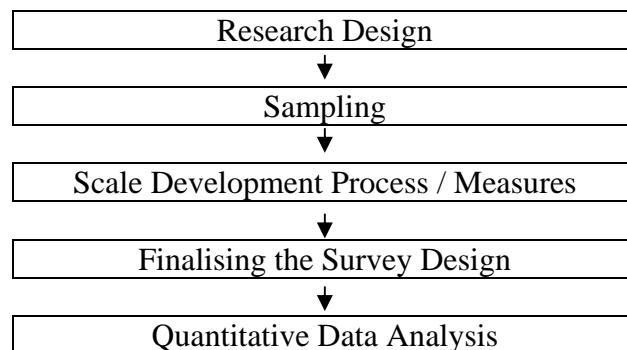 Research Design
Sampling
Scale Development Process / Measures
Finalising the Survey Design
Quantitative Data Analysis